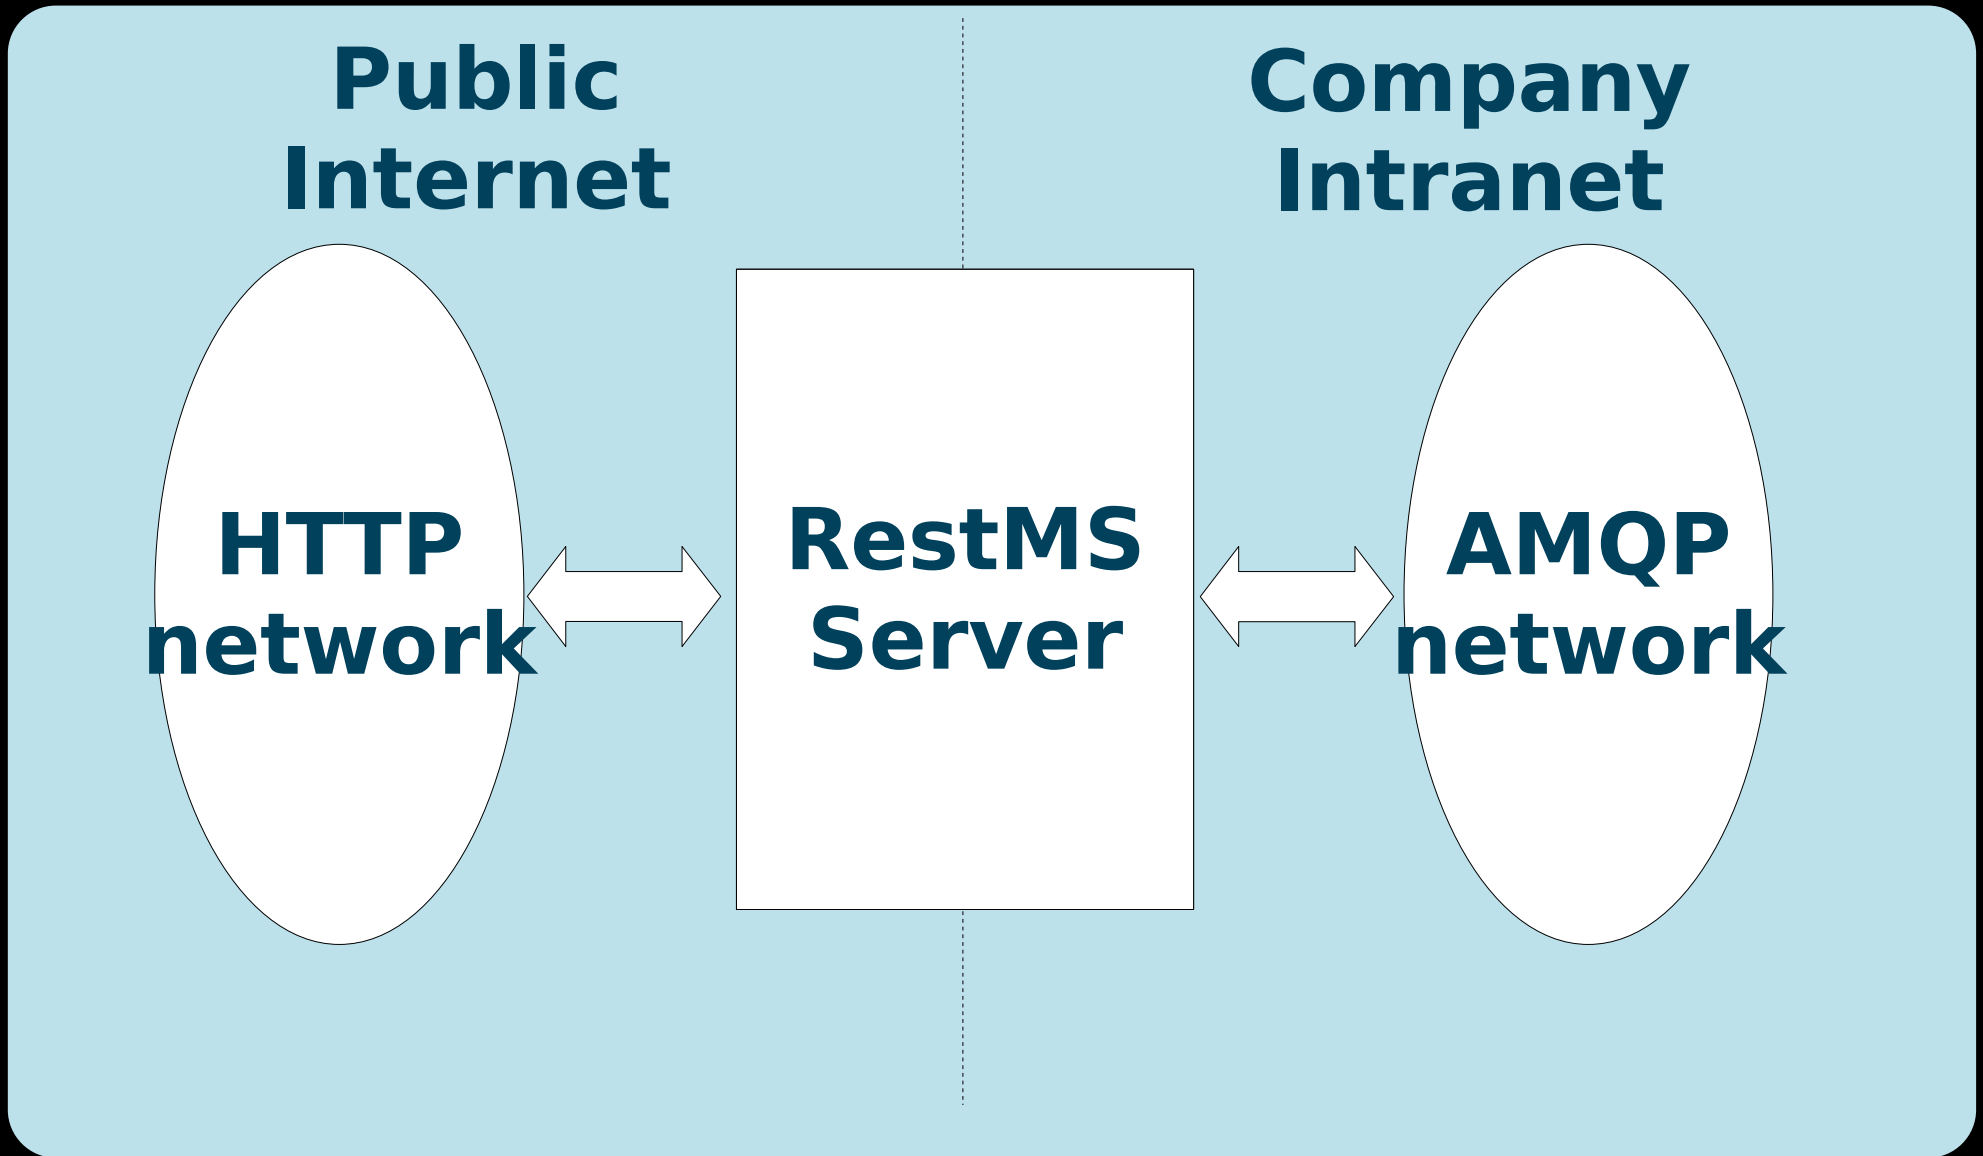 Public
Internet
Company
Intranet
HTTP
network
RestMS
Server
AMQP
network